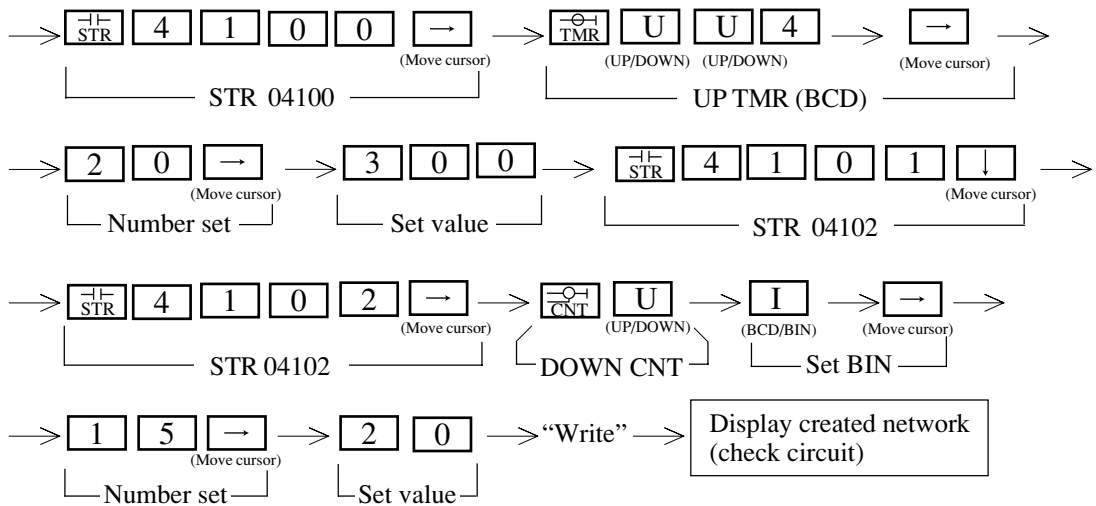 STR 4 1 0 0 → TMR U U 4 →
(Move cursor) (UP/DOWN) (UP/DOWN) (Move cursor)
STR 04100 UP TMR (BCD)
2 0 → 3 0 0 STR 4 1 0 1 ↓
(Move cursor) (Move cursor)
Number set Set value STR 04102
STR 4 1 0 2 → CNT U I →
(Move cursor) (UP/DOWN) (BCD/BIN) (Move cursor)
STR 04102 DOWN CNT Set BIN
1 5 → 2 0 “Write” Display created network
(Move cursor) (check circuit)
Number set Set value